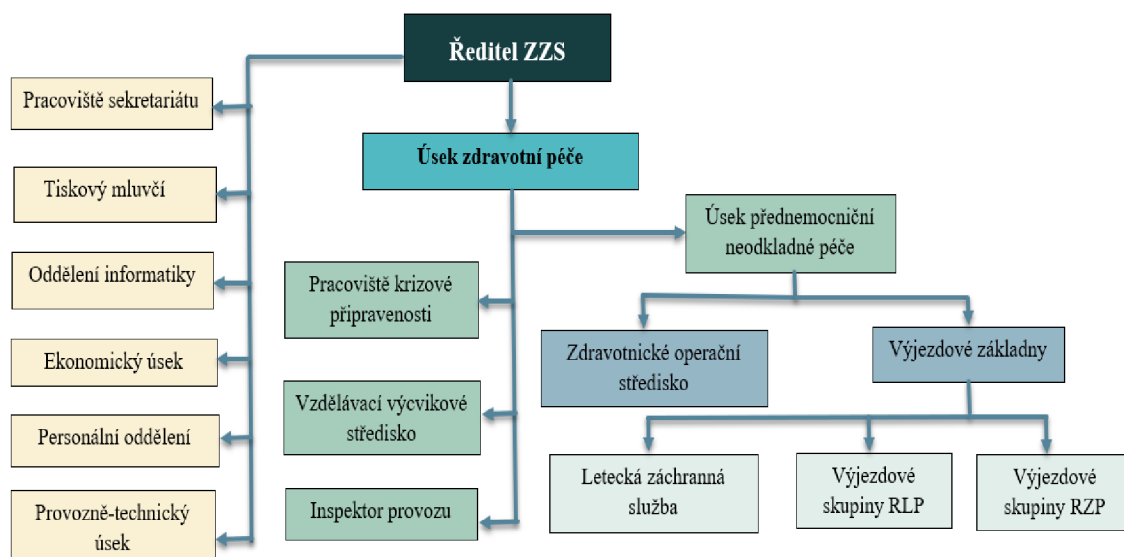 Ředitel ZZS
Pracoviště sekretariátu
Tiskový mluvčí
Oddělení informatiky
Ekonomický úsek
Personální oddělení
Provozně-technický
úsek
Úsek zdravotní péče
Pracoviště krizové
připravenosti
Vzdělávací výcvikové
středisko
Inspektor provozu
Úsek přednemocniční
neodkladné péče
Zdravotnické operační
středisko
Výjezdové základny
Letecká záchranná
služba
Výjezdové
skupiny RLP
Výjezdové
skupiny RZP